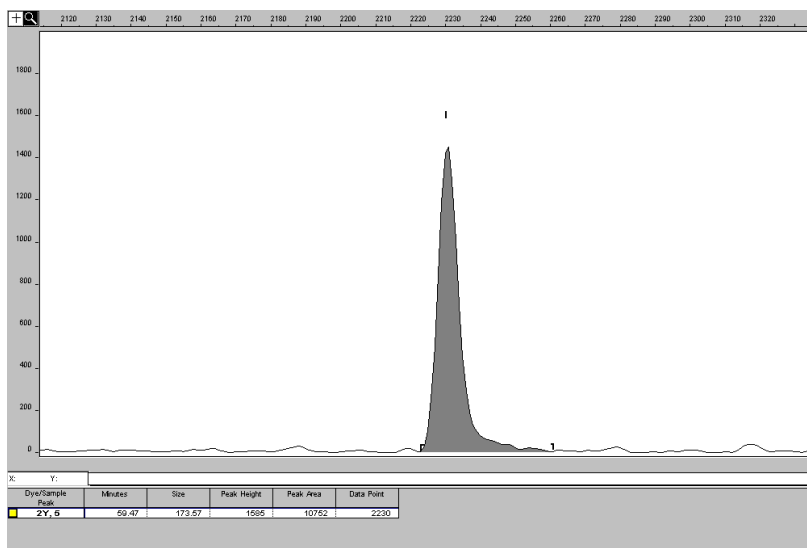 2120 2130 2140 2150 2160 2170 2180 2190 2200 2210 2220 2230 2240 2250 2260 2270 2280 2290 2300 2310 2320
1800
1600
1400
1200
1000
800
600
400
200
0
X: Y:
Dye/Sample Peak Minutes Size Peak Height Peak Area Data Point
2Y, 5 59.47 173.57 1585 10752 2230